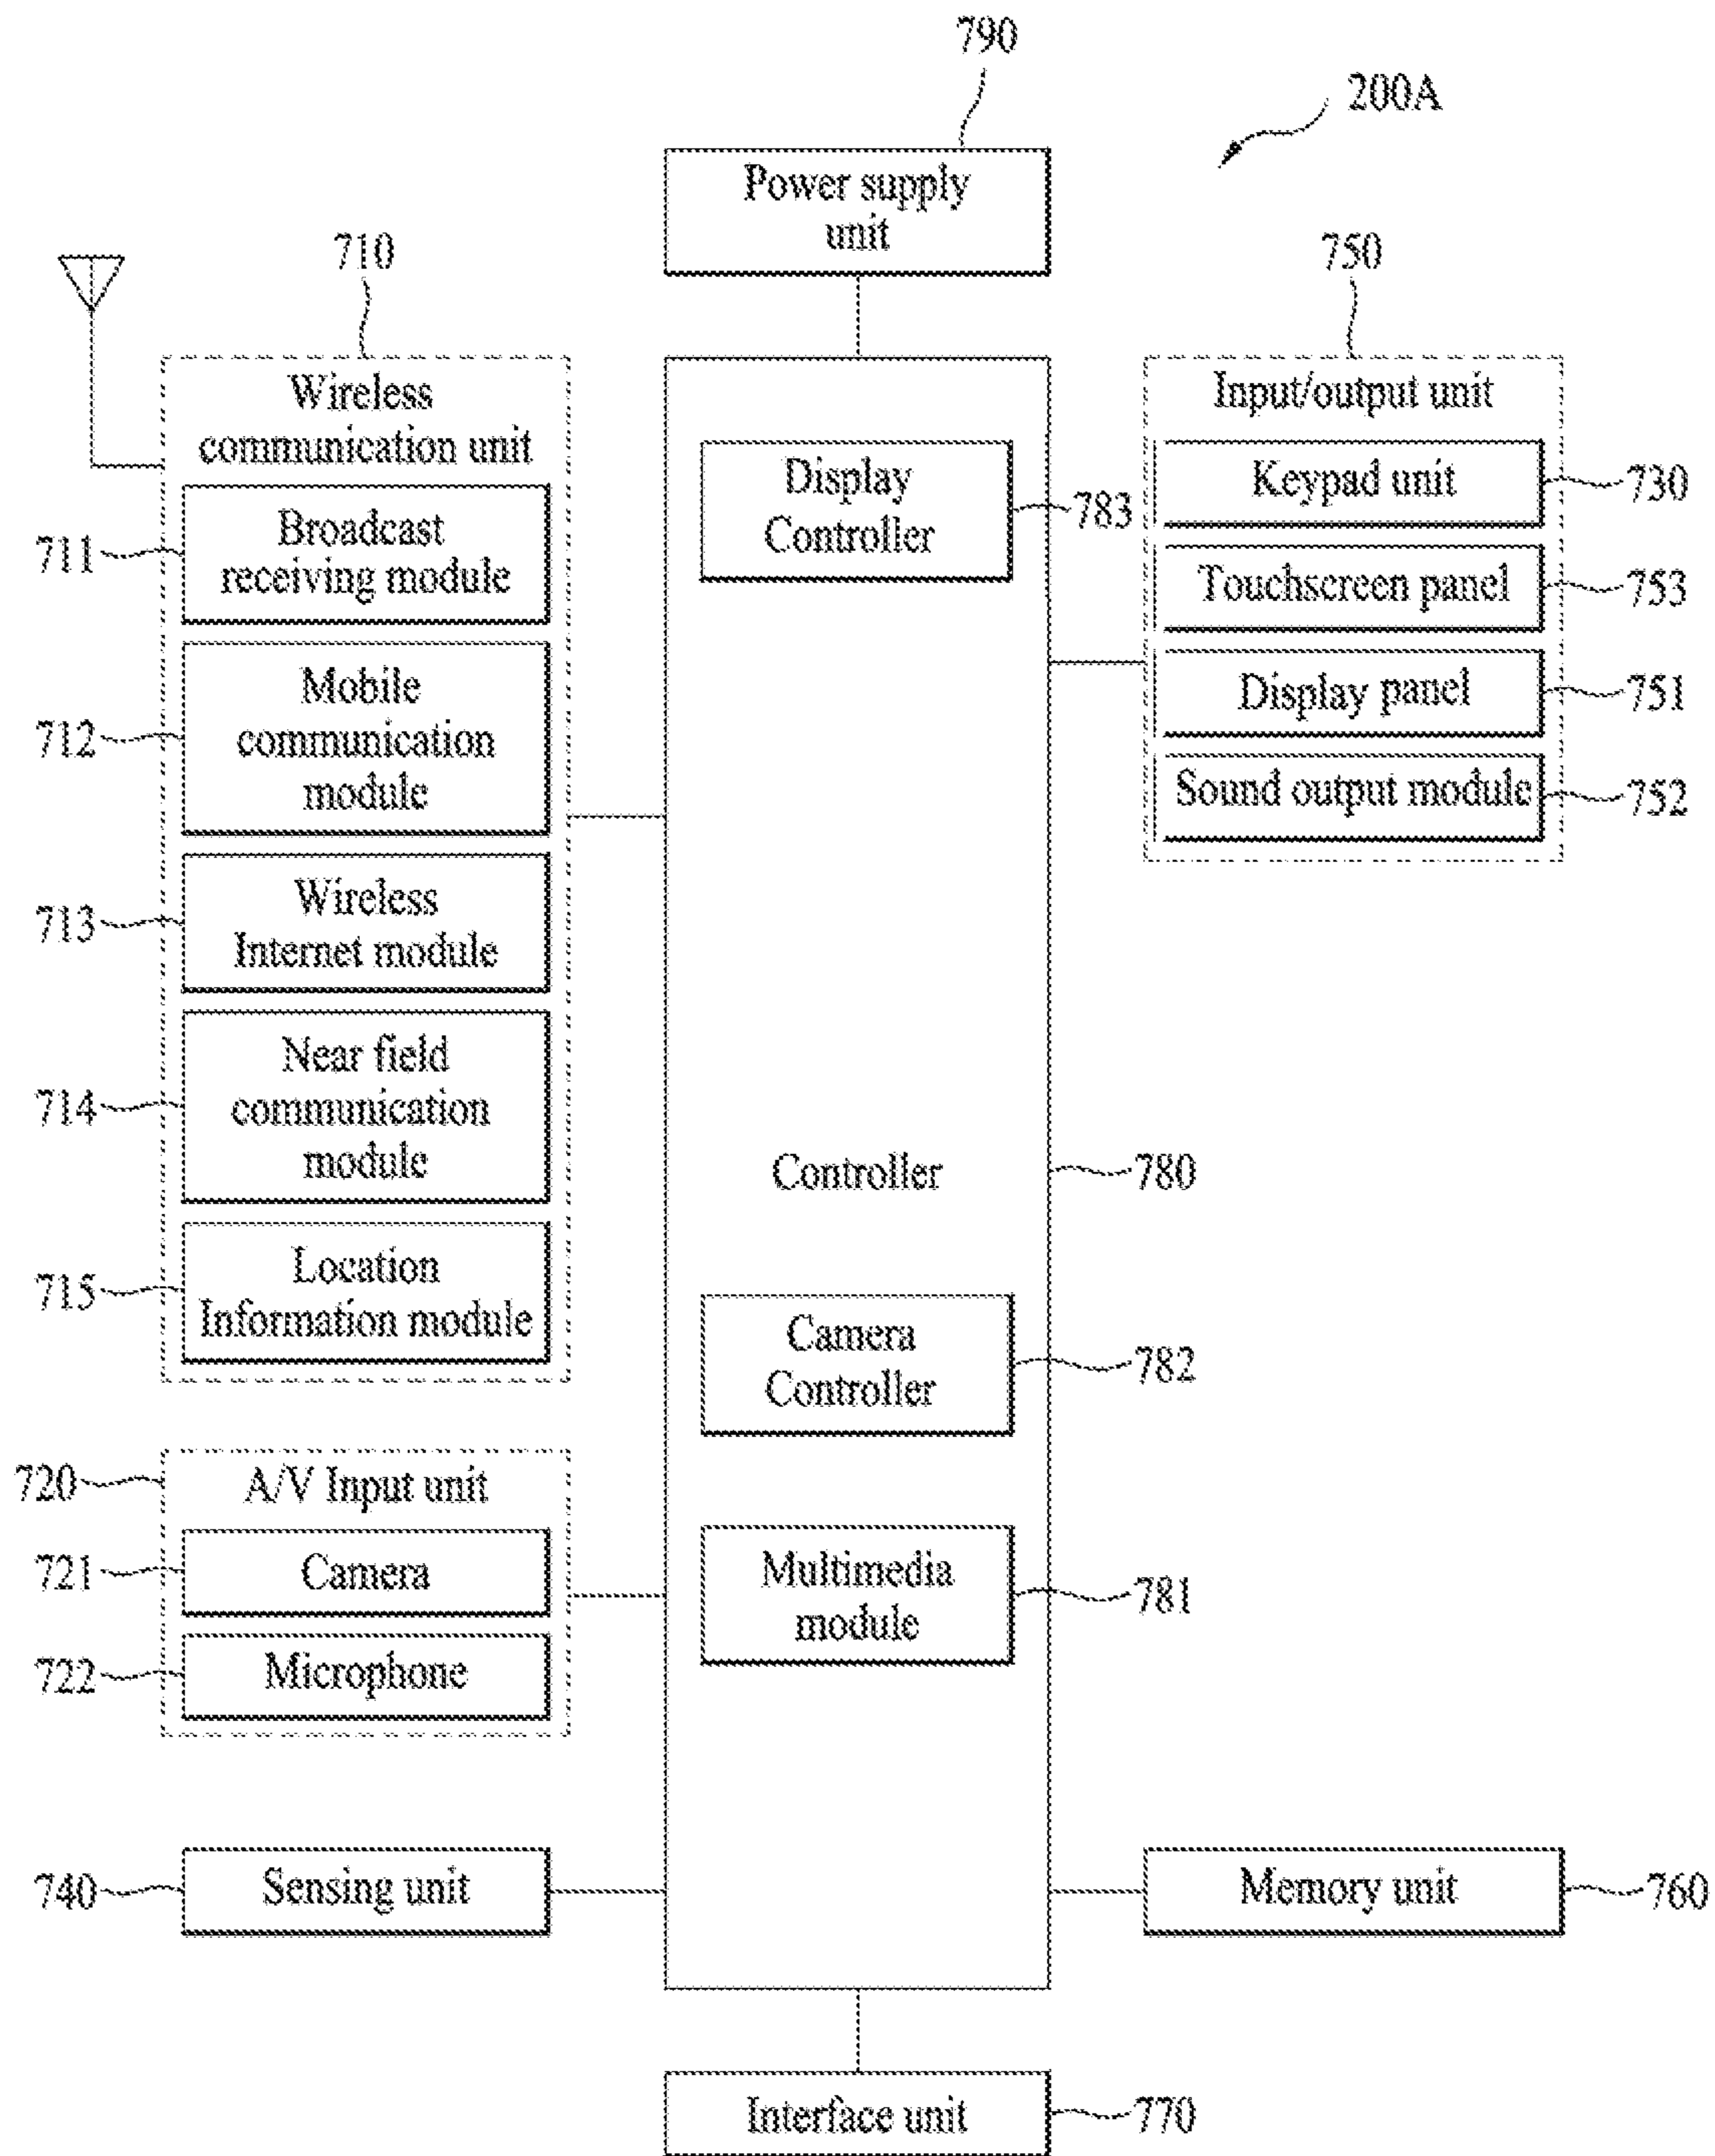 790
200A
Power supply
unit
710
Wireless
communication unit
711
Broadcast
receiving module
712
Mobile
communication
module
713
Wireless
Internet module
714
Near field
communication
module
715
Location
Information module
720
A/V Input unit
721
Camera
722
Microphone
740
Sensing unit
Display
Controller
783
Controller
780
Camera
Controller
782
Multimedia
module
781
750
Input/output unit
Keypad unit
730
Touchscreen panel
753
Display panel
751
Sound output module
752
Memory unit
760
Interface unit
770